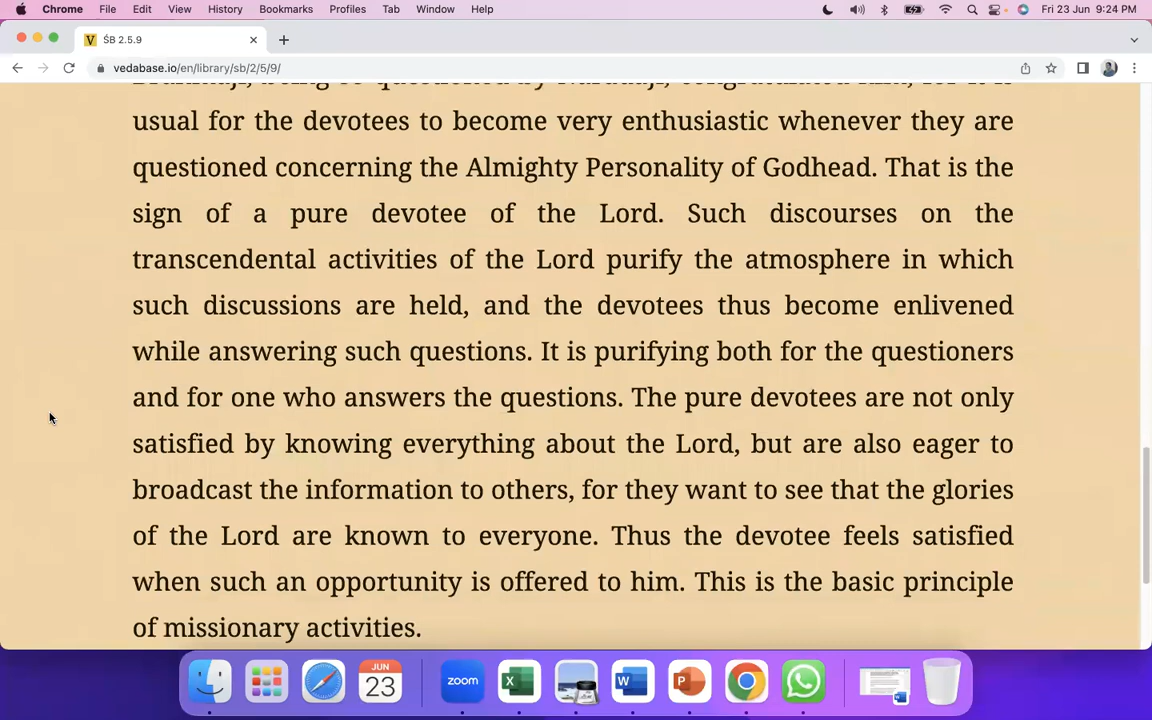 Chrome File Edit View History Bookmarks Profiles Tab Window Help Fri 23 Jun 9:24 PM
V ŚB 2.5.9
vedabase.io/en/library/sb/2/5/9/
usual for the devotees to become very enthusiastic whenever they are
questioned concerning the Almighty Personality of Godhead. That is the
sign of a pure devotee of the Lord. Such discourses on the
transcendental activities of the Lord purify the atmosphere in which
such discussions are held, and the devotees thus become enlivened
while answering such questions. It is purifying both for the questioners
and for one who answers the questions. The pure devotees are not only
satisfied by knowing everything about the Lord, but are also eager to
broadcast the information to others, for they want to see that the glories
of the Lord are known to everyone. Thus the devotee feels satisfied
when such an opportunity is offered to him. This is the basic principle
of missionary activities.
JUN
23
zoom
X
W
P